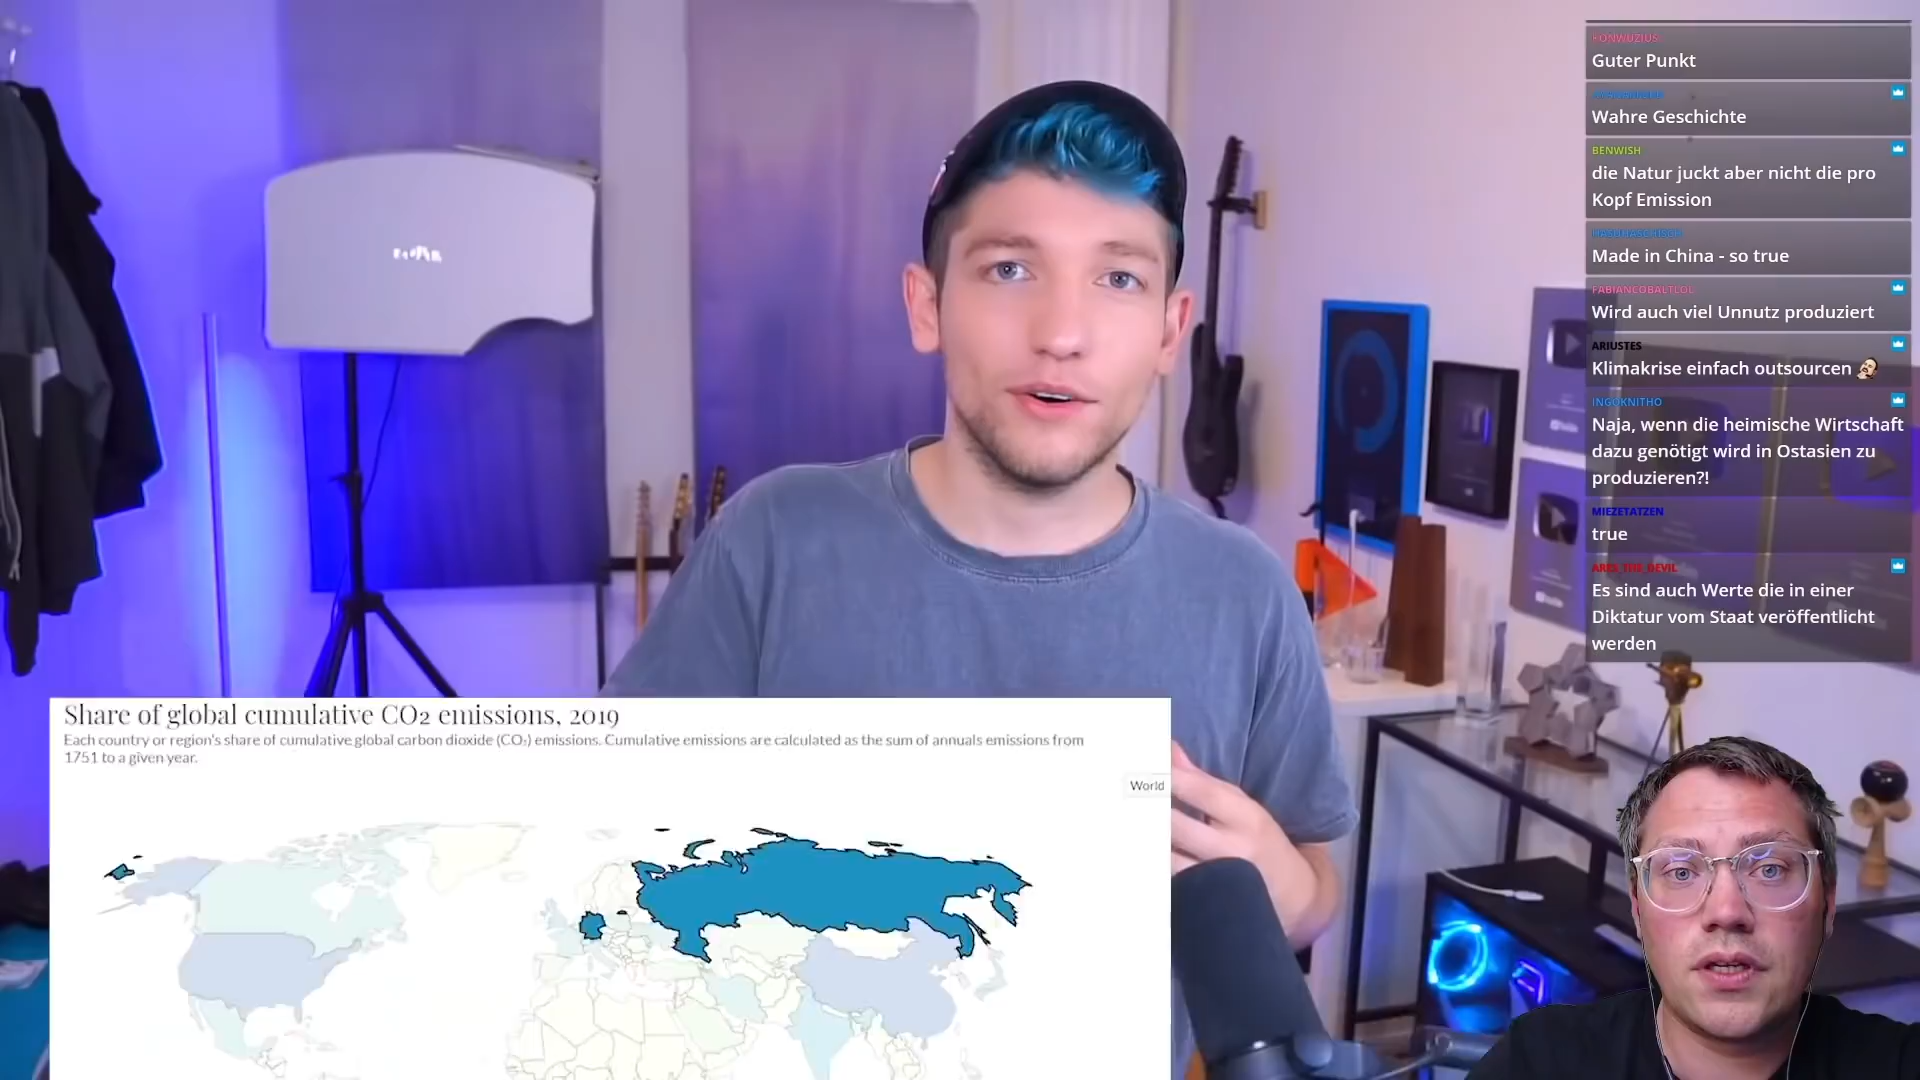 Guter Punkt
Wahre Geschichte
BENWISH
die Natur juckt aber nicht die pro
Kopf Emission
Made in China - so true
FABIANCOBALTLOL
Wird auch viel Unnutz produziert
ARIUSTES
Klimakrise einfach outsourcen
INGOKNITHO
Naja, wenn die heimische Wirtschaft
dazu genötigt wird in Ostasien zu
produzieren?!
MIEZETATZEN
true
ARES_THE_DEVIL
Es sind auch Werte die in einer
Diktatur vom Staat veröffentlicht
werden
Share of global cumulative CO2 emissions, 2019
Each country or region's share of cumulative global carbon dioxide (CO₂) emissions. Cumulative emissions are calculated as the sum of annuals emissions from
1751 to a given year.
World